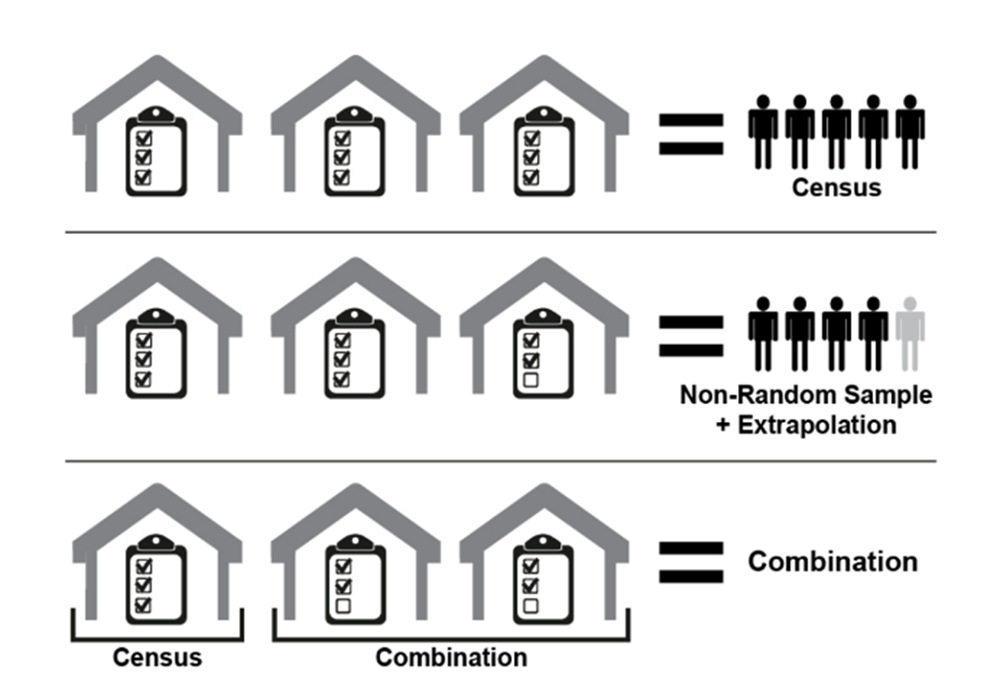 Census
Non-Random Sample
+ Extrapolation
Combination
Census
Combination